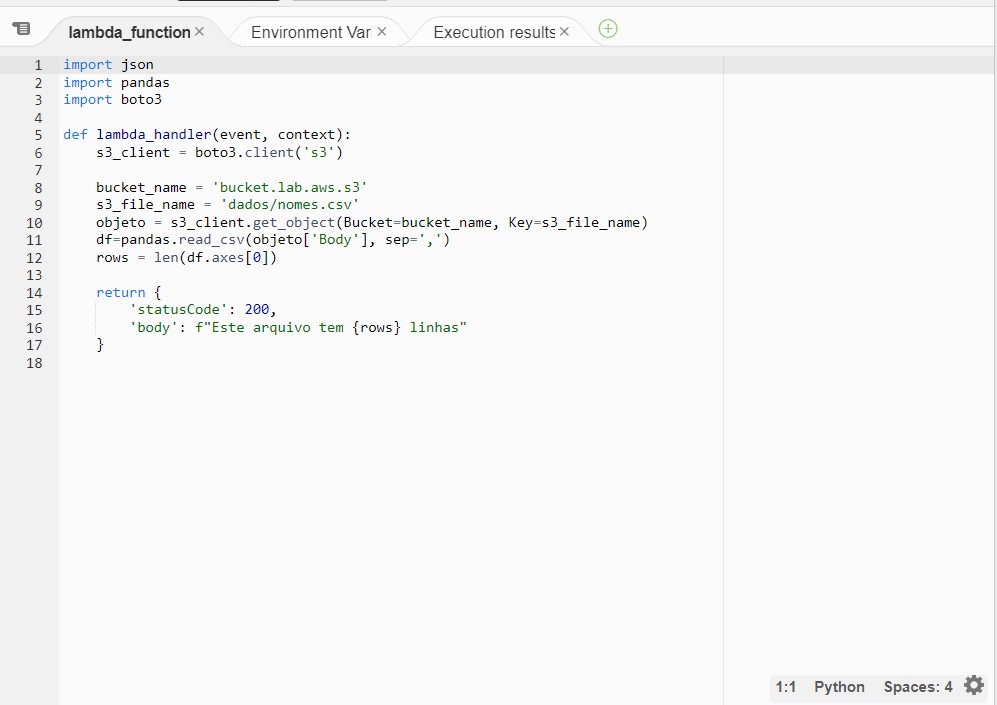 lambda_function × Environment Var × Execution results ×
1 import json
2 import pandas
3 import boto3
4
5 def lambda_handler(event, context):
6     s3_client = boto3.client('s3')
7
8     bucket_name = 'bucket.lab.aws.s3'
9     s3_file_name = 'dados/nomes.csv'
10     objeto = s3_client.get_object(Bucket=bucket_name, Key=s3_file_name)
11     df=pandas.read_csv(objeto['Body'], sep=',')
12     rows = len(df.axes[0])
13
14     return {
15         'statusCode': 200,
16         'body': f"Este arquivo tem {rows} linhas"
17     }
18
1:1 Python Spaces: 4